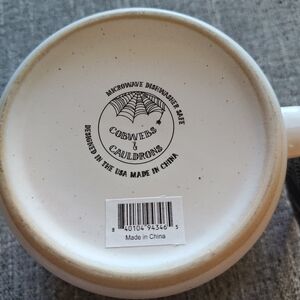 MICROWAVE DISHWASHER SAFE
COBWEBS
&
CAULDRONS
DESIGNED IN THE USA MADE IN CHINA
8 40104 94346 5
Made in China